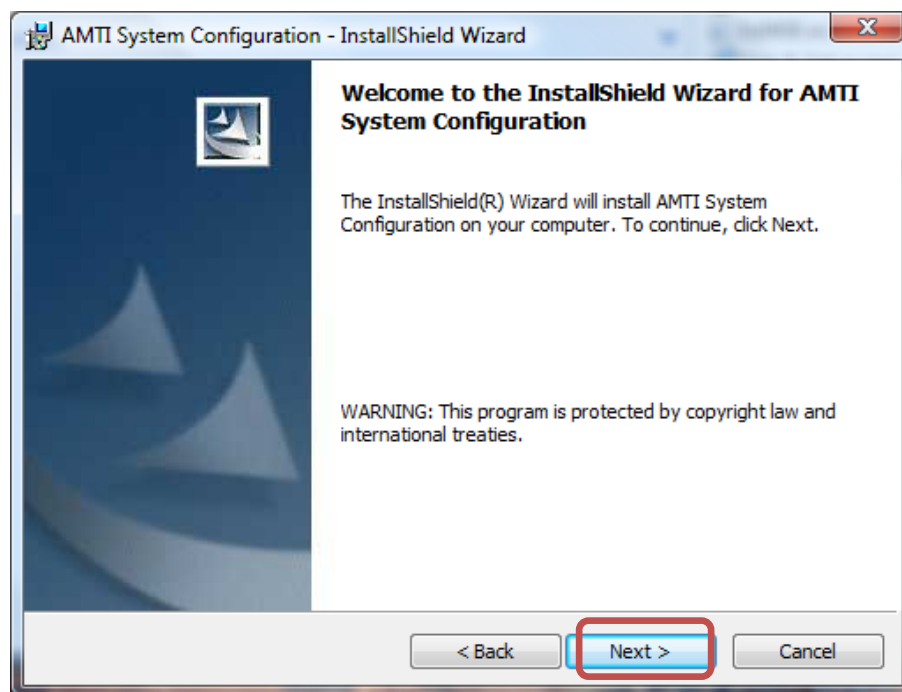 AMTI System Configuration - InstallShield Wizard
X
Welcome to the InstallShield Wizard for AMTI
System Configuration
The InstallShield(R) Wizard will install AMTI System
Configuration on your computer. To continue, click Next.
WARNING: This program is protected by copyright law and
international treaties.
< Back
Next >
Cancel